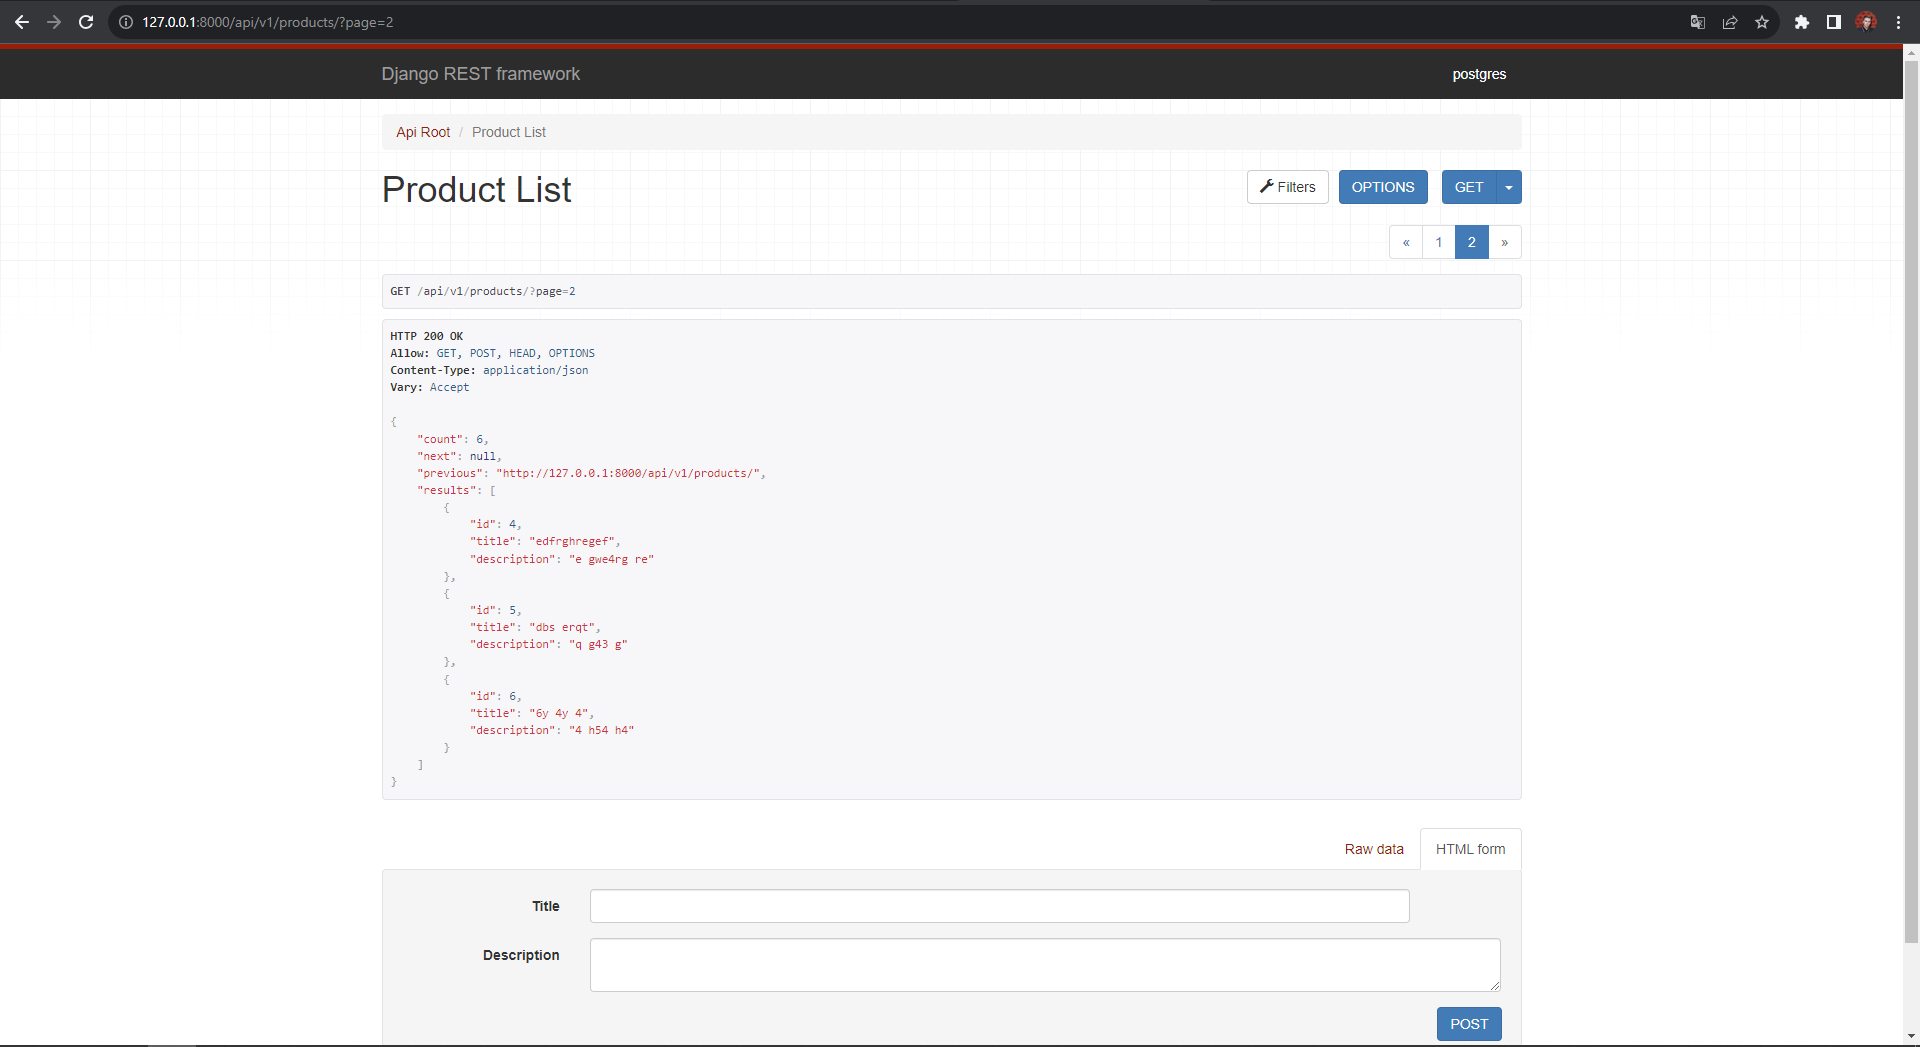 127.0.0.1:8000/api/v1/products/?page=2
Django REST framework
postgres
Api Root / Product List
Product List
Filters
OPTIONS
GET
« 1 2 »
GET /api/v1/products/?page=2
HTTP 200 OK
Allow: GET, POST, HEAD, OPTIONS
Content-Type: application/json
Vary: Accept
{
"count": 6,
"next": null,
"previous": "http://127.0.0.1:8000/api/v1/products/",
"results": [
{
"id": 4,
"title": "edfrghregef",
"description": "e gwe4rg re"
},
{
"id": 5,
"title": "dbs erqt",
"description": "q g43 g"
},
{
"id": 6,
"title": "6y 4y 4",
"description": "4 h54 h4"
}
]
}
Raw data
HTML form
Title
Description
POST